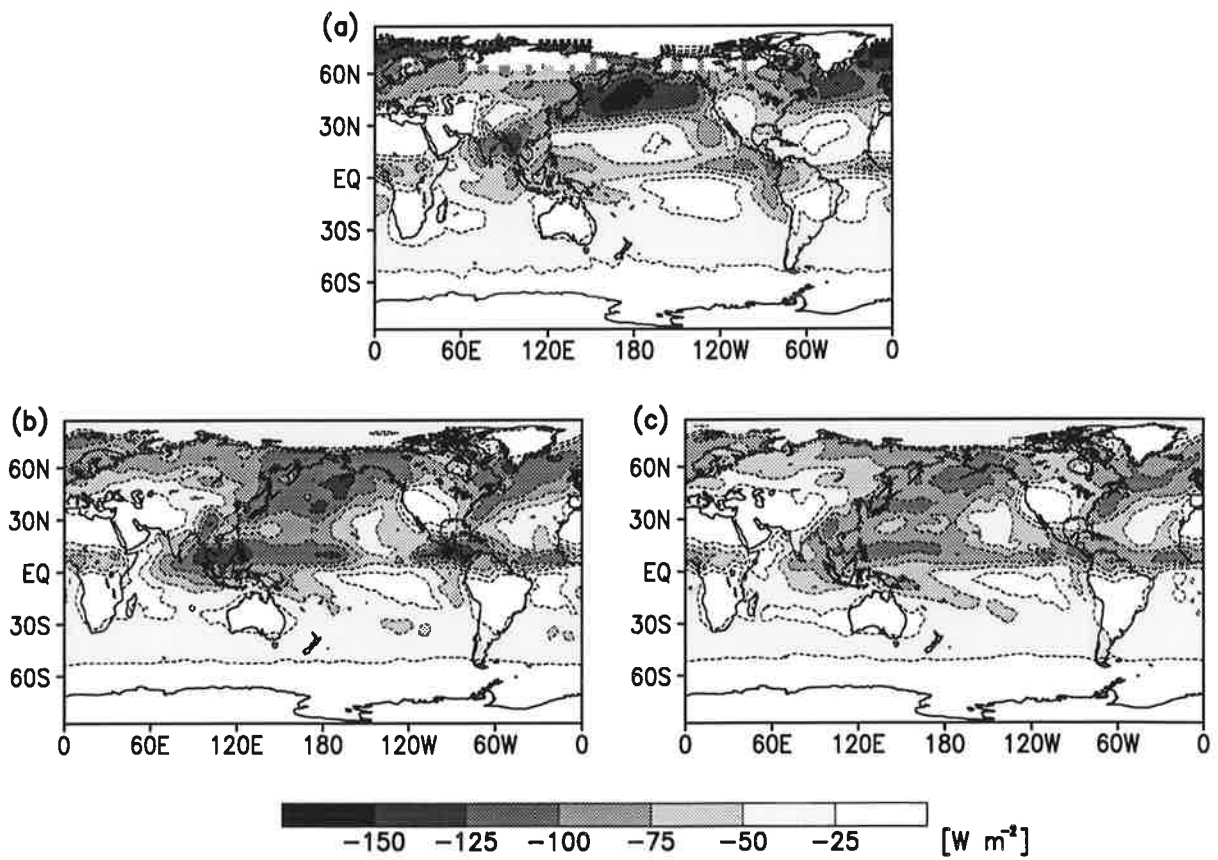 (a)
60N
30N
EQ
30S
60S
0 60E 120E 180 120W 60W 0
(b) (c)
60N 60N
30N 30N
EQ EQ
30S 30S
60S 60S
0 60E 120E 180 120W 60W 0 0 60E 120E 180 120W 60W 0
−150 −125 −100 −75 −50 −25 [W m⁻²]